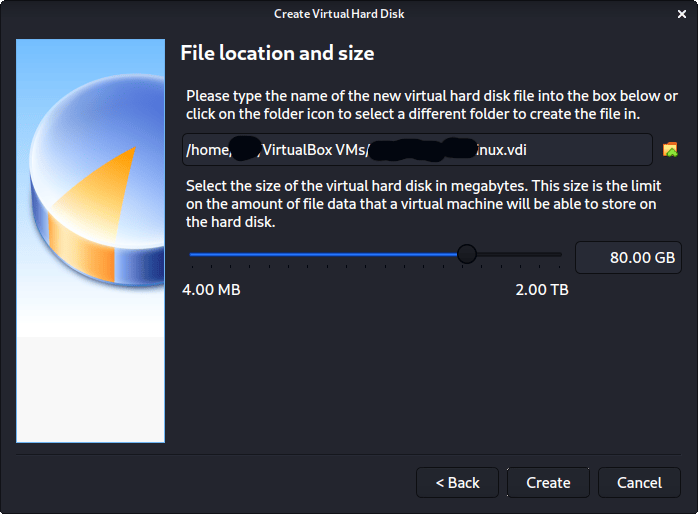 Create Virtual Hard Disk
File location and size
Please type the name of the new virtual hard disk file into the box below or
click on the folder icon to select a different folder to create the file in.
/home/ /VirtualBox VMs/ inux.vdi
Select the size of the virtual hard disk in megabytes. This size is the limit
on the amount of file data that a virtual machine will be able to store on
the hard disk.
80.00 GB
4.00 MB 2.00 TB
< Back Create Cancel